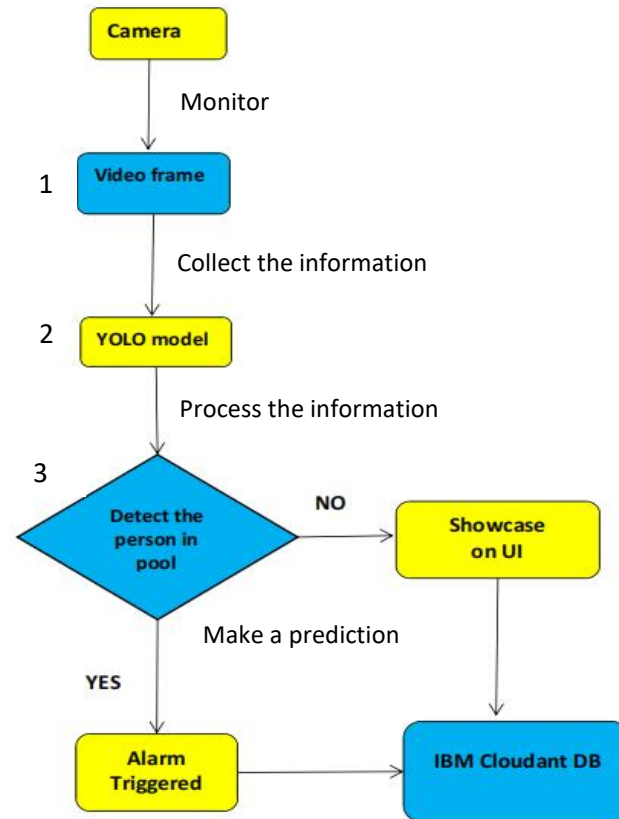 Camera
Monitor
1
Video frame
Collect the information
2
YOLO model
Process the information
3
Detect the
person in
pool
NO
Showcase
on UI
Make a prediction
YES
Alarm
Triggered
IBM Cloudant DB